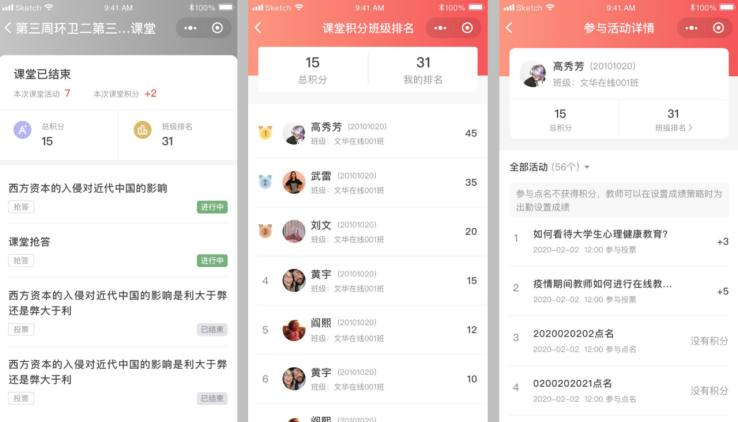 Sketch
9:41 AM
100%
第三周环卫二第三...课堂
课堂已结束
本次课堂活动 7 本次课堂积分 +2
总积分
15
班级排名
31
西方资本的入侵对近代中国的影响
抢答
进行中
课堂抢答
抢答
进行中
西方资本的入侵对近代中国的影响是利大于弊
还是弊大于利
投票
已结束
西方资本的入侵对近代中国的影响是利大于弊
还是弊大于利
投票
已结束
Sketch
9:41 AM
100%
课堂积分班级排名
15
总积分
31
我的排名
1
高秀芳 (20101020)
班级：文华在线001班
45
2
武雷 (20101020)
班级：文华在线001班
35
3
刘文 (20101020)
班级：文华在线001班
20
4
黄宇 (20101020)
班级：文华在线001班
15
5
阎熙 (20101020)
班级：文华在线001班
12
6
黄宇 (20101020)
班级：文华在线001班
10
阎熙 (20101020)
Sketch
9:41 AM
100%
参与活动详情
高秀芳 (20101020)
班级：文华在线001班
15
总积分
31
班级排名
全部活动 (56个)
参与点名不获得积分，教师可以在设置成绩策略时为
出勤设置成绩
1
如何看待大学生心理健康教育?
2020-02-02 12:00 参与投票
+3
2
疫情期间教师如何进行在线教...
2020-02-02 12:00 参与投票
+5
3
2020020202点名
2020-02-02 12:00 参与点名
没有积分
4
0202002021点名
2020-02-02 12:00 参与点名
没有积分